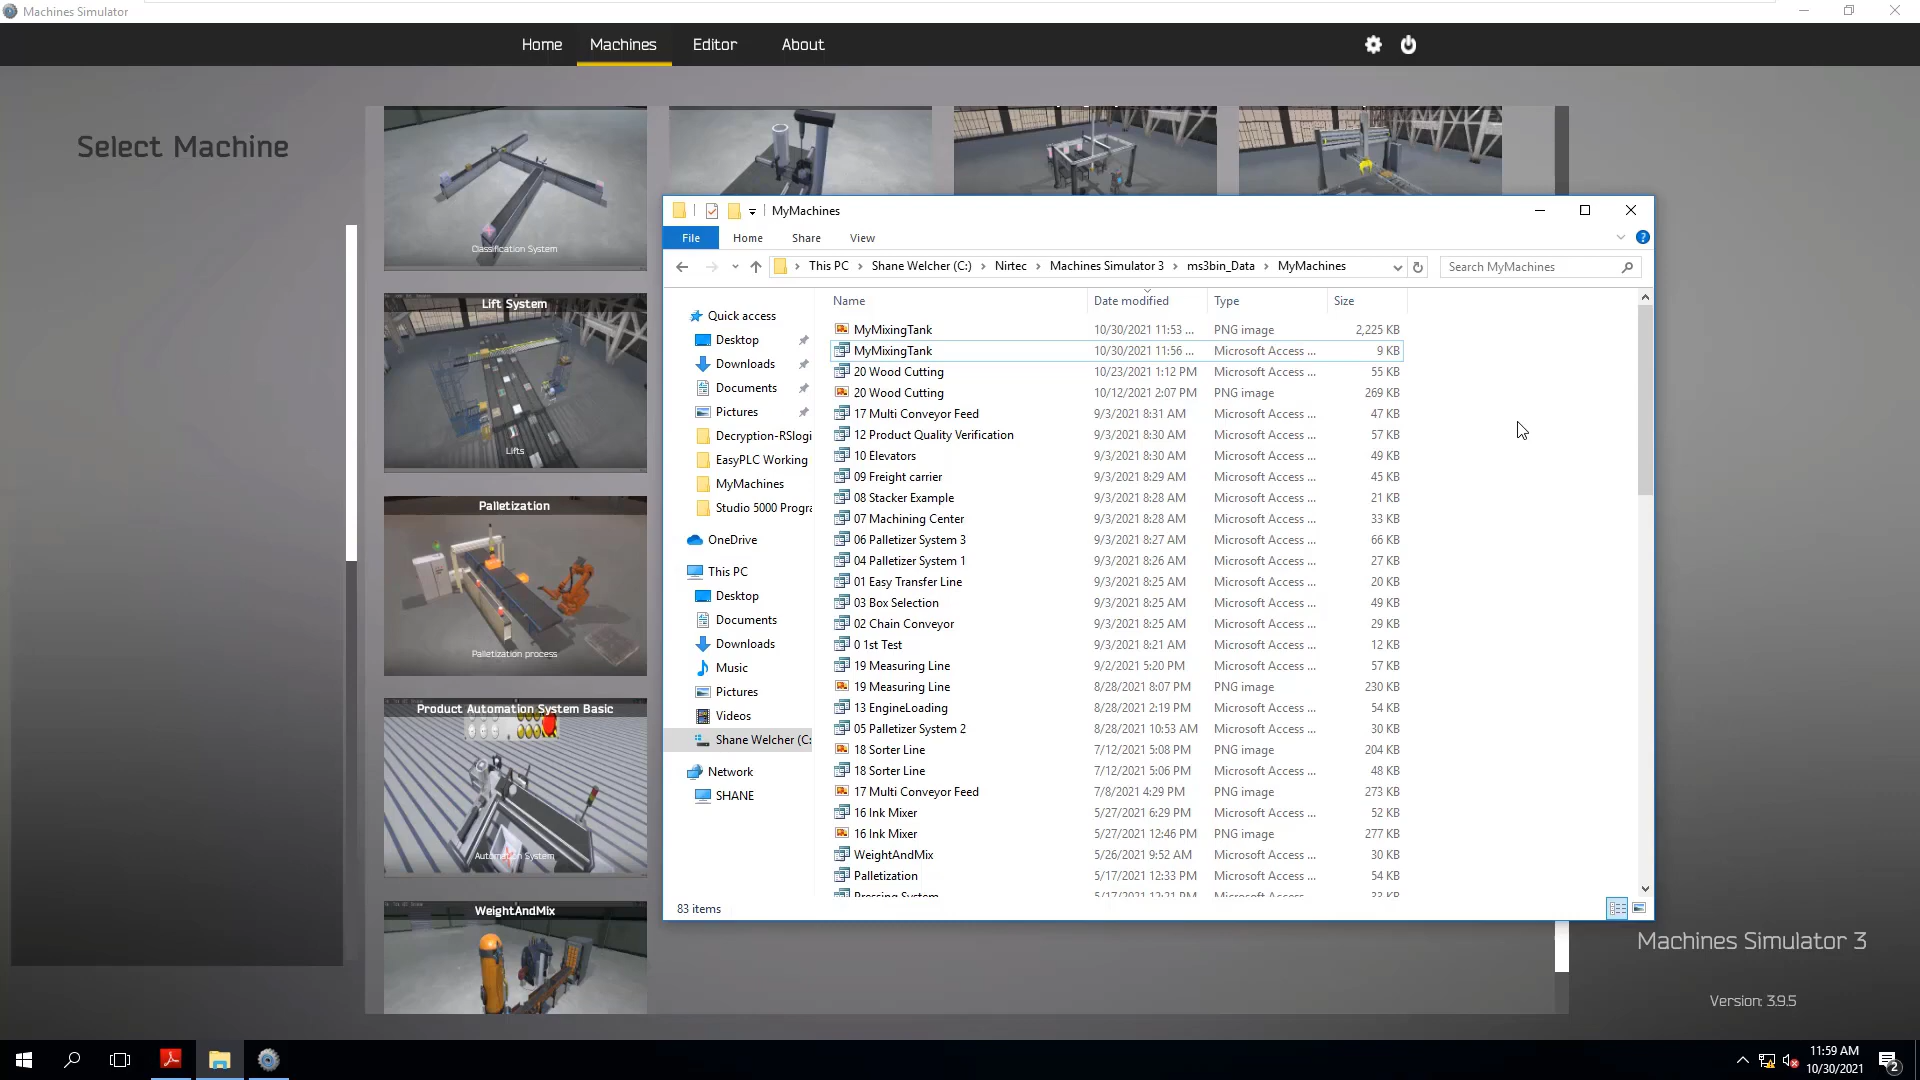 Machines Simulator
Home Machines Editor About
Select Machine
Classification System
Lift System
Lifts
Palletization
Palletization process
Product Automation System Basic
Automation System
WeightAndMix
MyMachines
File Home Share View
This PC > Shane Welcher (C:) > Nirtec > Machines Simulator 3 > ms3bin_Data > MyMachines
Search MyMachines
Quick access
Desktop
Downloads
Documents
Pictures
Decryption-RSlogi
EasyPLC Working
MyMachines
Studio 5000 Progra
OneDrive
This PC
Desktop
Documents
Downloads
Music
Pictures
Videos
Shane Welcher (C:
Network
SHANE
Name Date modified Type Size
MyMixingTank 10/30/2021 11:53 ... PNG image 2,225 KB
MyMixingTank 10/30/2021 11:56 ... Microsoft Access ... 9 KB
20 Wood Cutting 10/23/2021 1:12 PM Microsoft Access ... 55 KB
20 Wood Cutting 10/12/2021 2:07 PM PNG image 269 KB
17 Multi Conveyor Feed 9/3/2021 8:31 AM Microsoft Access ... 47 KB
12 Product Quality Verification 9/3/2021 8:30 AM Microsoft Access ... 57 KB
10 Elevators 9/3/2021 8:30 AM Microsoft Access ... 49 KB
09 Freight carrier 9/3/2021 8:29 AM Microsoft Access ... 45 KB
08 Stacker Example 9/3/2021 8:28 AM Microsoft Access ... 21 KB
07 Machining Center 9/3/2021 8:28 AM Microsoft Access ... 33 KB
06 Palletizer System 3 9/3/2021 8:27 AM Microsoft Access ... 66 KB
04 Palletizer System 1 9/3/2021 8:26 AM Microsoft Access ... 27 KB
01 Easy Transfer Line 9/3/2021 8:25 AM Microsoft Access ... 20 KB
03 Box Selection 9/3/2021 8:25 AM Microsoft Access ... 49 KB
02 Chain Conveyor 9/3/2021 8:25 AM Microsoft Access ... 29 KB
0 1st Test 9/3/2021 8:21 AM Microsoft Access ... 12 KB
19 Measuring Line 9/2/2021 5:20 PM Microsoft Access ... 57 KB
19 Measuring Line 8/28/2021 8:07 PM PNG image 230 KB
13 EngineLoading 8/28/2021 2:19 PM Microsoft Access ... 54 KB
05 Palletizer System 2 8/28/2021 10:53 AM Microsoft Access ... 30 KB
18 Sorter Line 7/12/2021 5:08 PM PNG image 204 KB
18 Sorter Line 7/12/2021 5:06 PM Microsoft Access ... 48 KB
17 Multi Conveyor Feed 7/8/2021 4:29 PM PNG image 273 KB
16 Ink Mixer 5/27/2021 6:29 PM Microsoft Access ... 52 KB
16 Ink Mixer 5/27/2021 12:46 PM PNG image 277 KB
WeightAndMix 5/26/2021 9:52 AM Microsoft Access ... 30 KB
Palletization 5/17/2021 12:33 PM Microsoft Access ... 54 KB
Pressing System 5/17/2021 12:21 PM Microsoft Access ... 33 KB
83 items
Machines Simulator 3
Version: 3.9.5
11:59 AM
10/30/2021
2